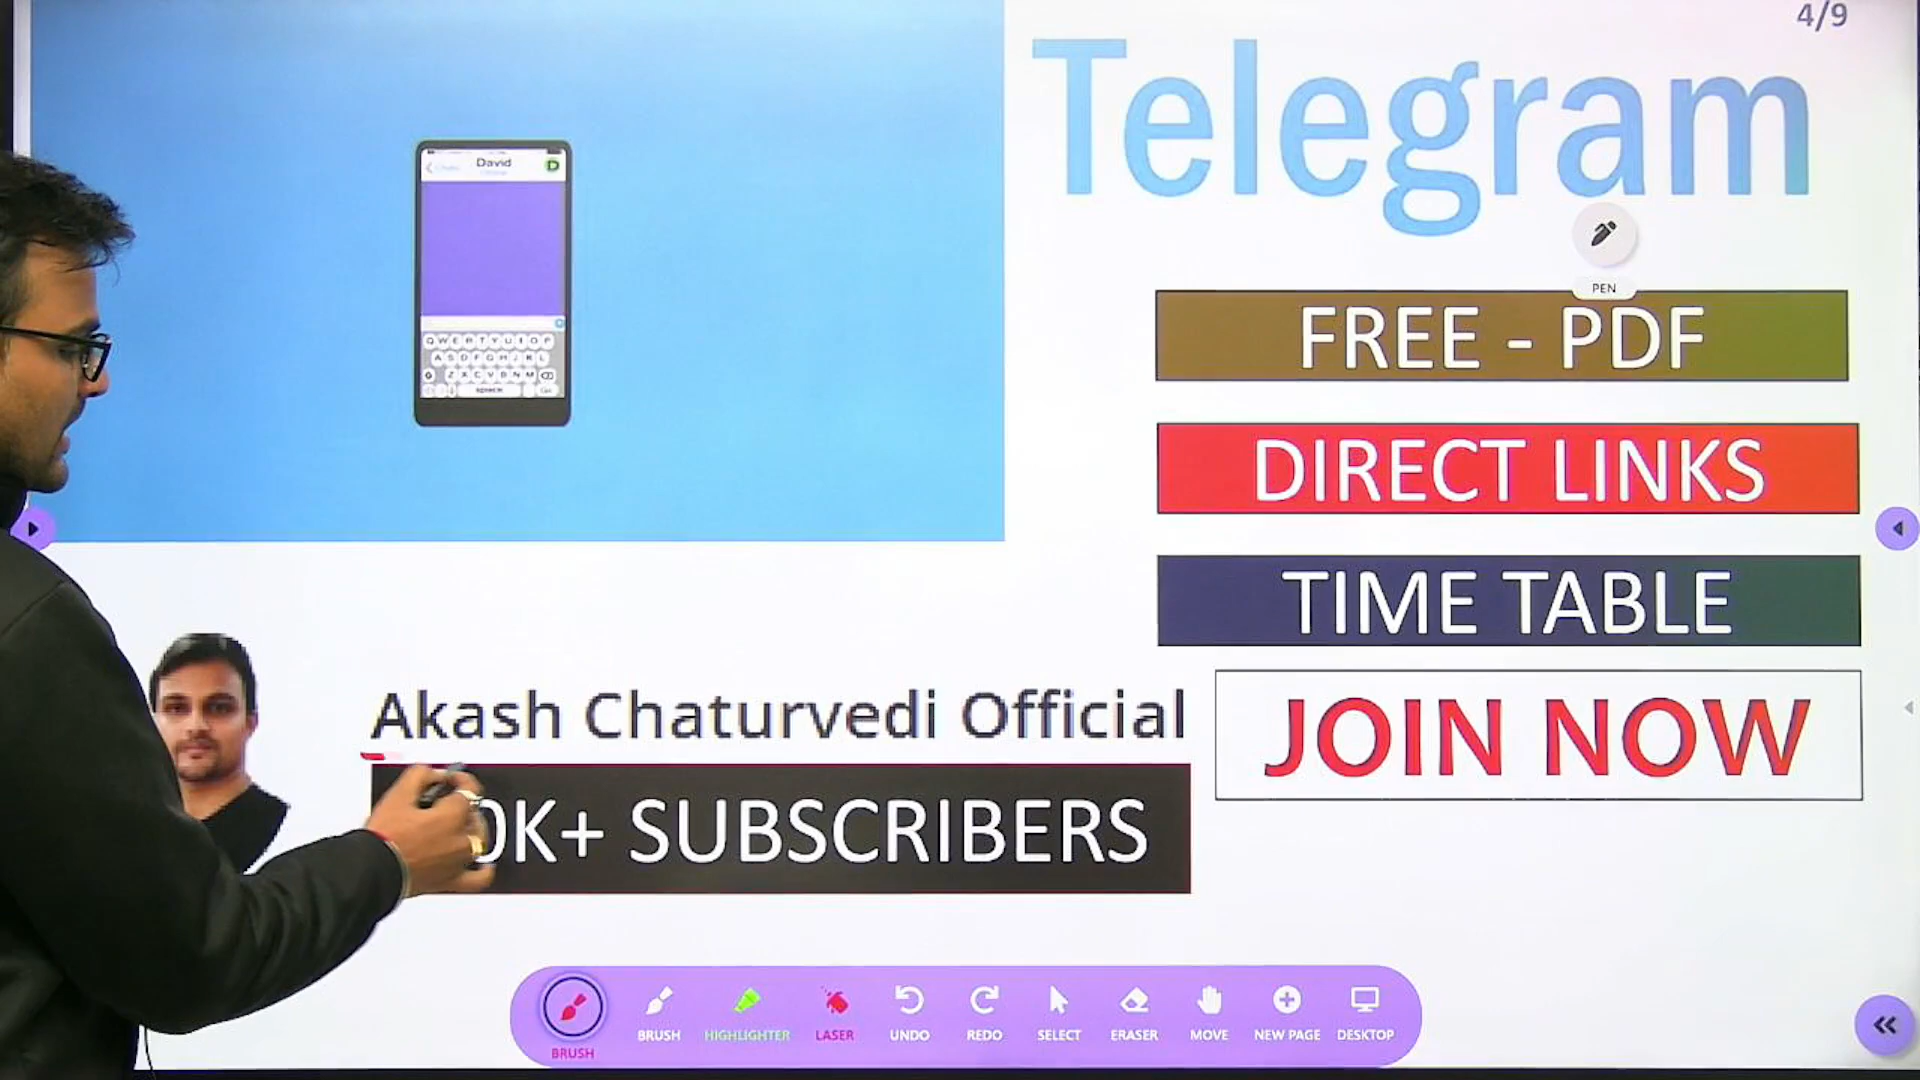 4/9
Telegram
David
D
Q W E R T Y U I O P
A S D F G H J K L
Z X C V B N M
PEN
FREE - PDF
DIRECT LINKS
TIME TABLE
Akash Chaturvedi Official
JOIN NOW
0K+ SUBSCRIBERS
BRUSH
BRUSH
HIGHLIGHTER
LASER
UNDO
REDO
SELECT
ERASER
MOVE
NEW PAGE
DESKTOP